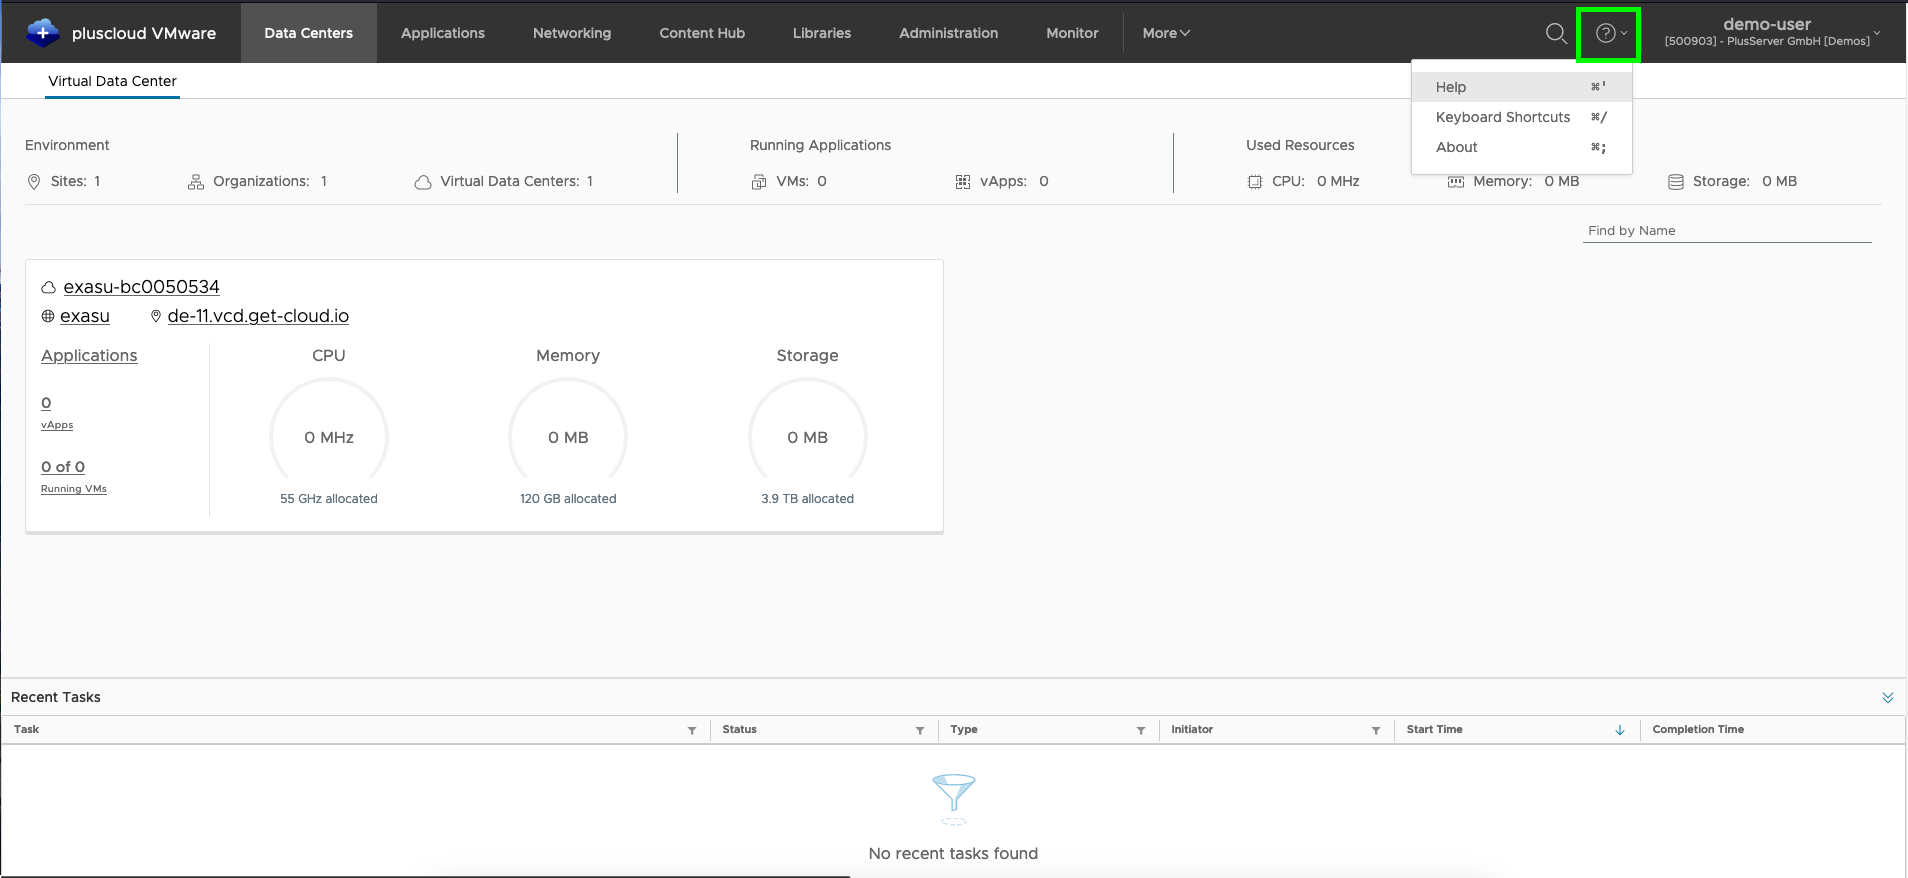 pluscloud VMware
Data Centers
Applications
Networking
Content Hub
Libraries
Administration
Monitor
More
demo-user
[500903] - PlusServer GmbH [Demos]
Virtual Data Center
Help ⌘'
Keyboard Shortcuts ⌘/
About ⌘;
Environment
Running Applications
Used Resources
Sites: 1
Organizations: 1
Virtual Data Centers: 1
VMs: 0
vApps: 0
CPU: 0 MHz
Memory: 0 MB
Storage: 0 MB
Find by Name
exasu-bc0050534
exasu
de-11.vcd.get-cloud.io
Applications
CPU
Memory
Storage
0
vApps
0 MHz
0 MB
0 MB
0 of 0
Running VMs
55 GHz allocated
120 GB allocated
3.9 TB allocated
Recent Tasks
Task
Status
Type
Initiator
Start Time
Completion Time
No recent tasks found